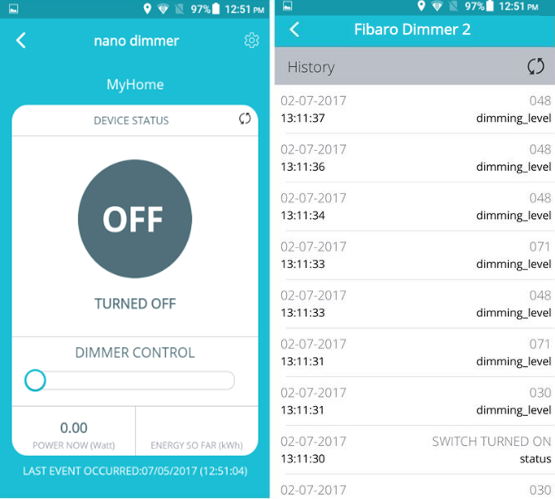 97% 12:51 PM
nano dimmer
MyHome
DEVICE STATUS
OFF
TURNED OFF
DIMMER CONTROL
0.00
POWER NOW (Watt)
ENERGY SO FAR (kWh)
LAST EVENT OCCURRED:07/05/2017 (12:51:04)
97% 12:51 PM
Fibaro Dimmer 2
History
02-07-2017 048
13:11:37 dimming_level
02-07-2017 048
13:11:36 dimming_level
02-07-2017 048
13:11:34 dimming_level
02-07-2017 071
13:11:33 dimming_level
02-07-2017 048
13:11:33 dimming_level
02-07-2017 071
13:11:31 dimming_level
02-07-2017 030
13:11:31 dimming_level
02-07-2017 SWITCH TURNED ON
13:11:30 status
02-07-2017 030